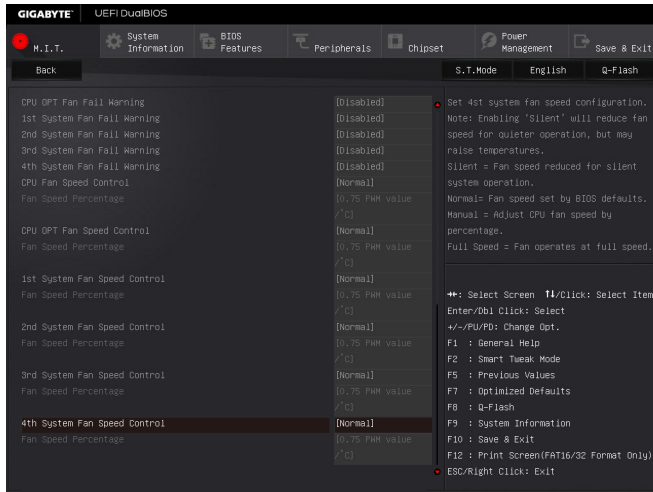 GIGABYTE™ UEFI DualBIOS
M.I.T. System Information BIOS Features Peripherals Chipset Power Management Save & Exit
Back S.T.Mode English Q-Flash
CPU OPT Fan Fail Warning [Disabled]
1st System Fan Fail Warning [Disabled]
2nd System Fan Fail Warning [Disabled]
3rd System Fan Fail Warning [Disabled]
4th System Fan Fail Warning [Disabled]
CPU Fan Speed Control [Normal]
Fan Speed Percentage [0.75 PWM value
/°C]
CPU OPT Fan Speed Control [Normal]
Fan Speed Percentage [0.75 PWM value
/°C]
1st System Fan Speed Control [Normal]
Fan Speed Percentage [0.75 PWM value
/°C]
2nd System Fan Speed Control [Normal]
Fan Speed Percentage [0.75 PWM value
/°C]
3rd System Fan Speed Control [Normal]
Fan Speed Percentage [0.75 PWM value
/°C]
4th System Fan Speed Control [Normal]
Fan Speed Percentage [0.75 PWM value
/°C]
Set 4st system fan speed configuration.
Note: Enabling 'Silent' will reduce fan
speed for quieter operation, but may
raise temperatures.
Silent = Fan speed reduced for silent
system operation.
Normal= Fan speed set by BIOS defaults.
Manual = Adjust CPU fan speed by
percentage.
Full Speed = Fan operates at full speed.
→←: Select Screen ↑↓/Click: Select Item
Enter/Dbl Click: Select
+/-/PU/PD: Change Opt.
F1 : General Help
F2 : Smart Tweak Mode
F5 : Previous Values
F7 : Optimized Defaults
F8 : Q-Flash
F9 : System Information
F10 : Save & Exit
F12 : Print Screen(FAT16/32 Format Only)
ESC/Right Click: Exit